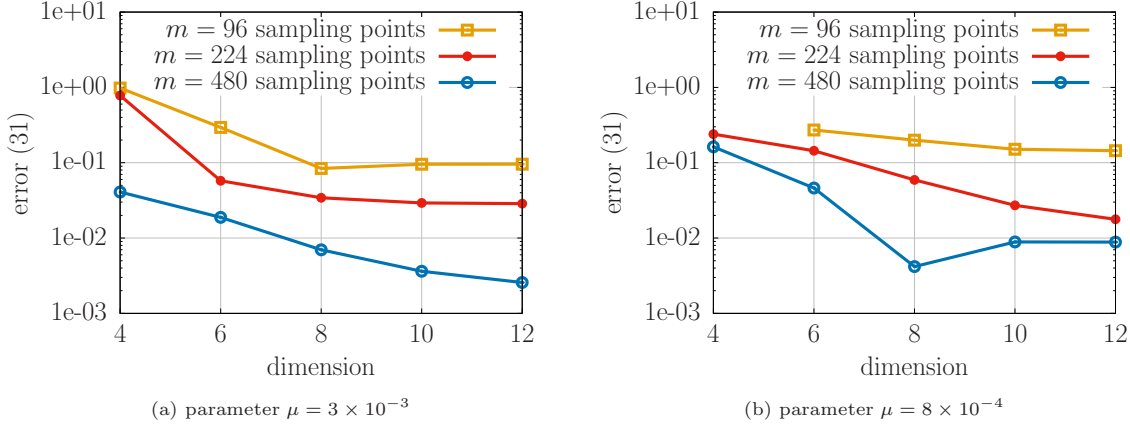 1e+01
1e+00
1e-01
1e-02
1e-03
error (31)
m = 96 sampling points
m = 224 sampling points
m = 480 sampling points
4 6 8 10 12
dimension
(a) parameter μ = 3 × 10⁻³
1e+01
1e+00
1e-01
1e-02
1e-03
error (31)
m = 96 sampling points
m = 224 sampling points
m = 480 sampling points
4 6 8 10 12
dimension
(b) parameter μ = 8 × 10⁻⁴